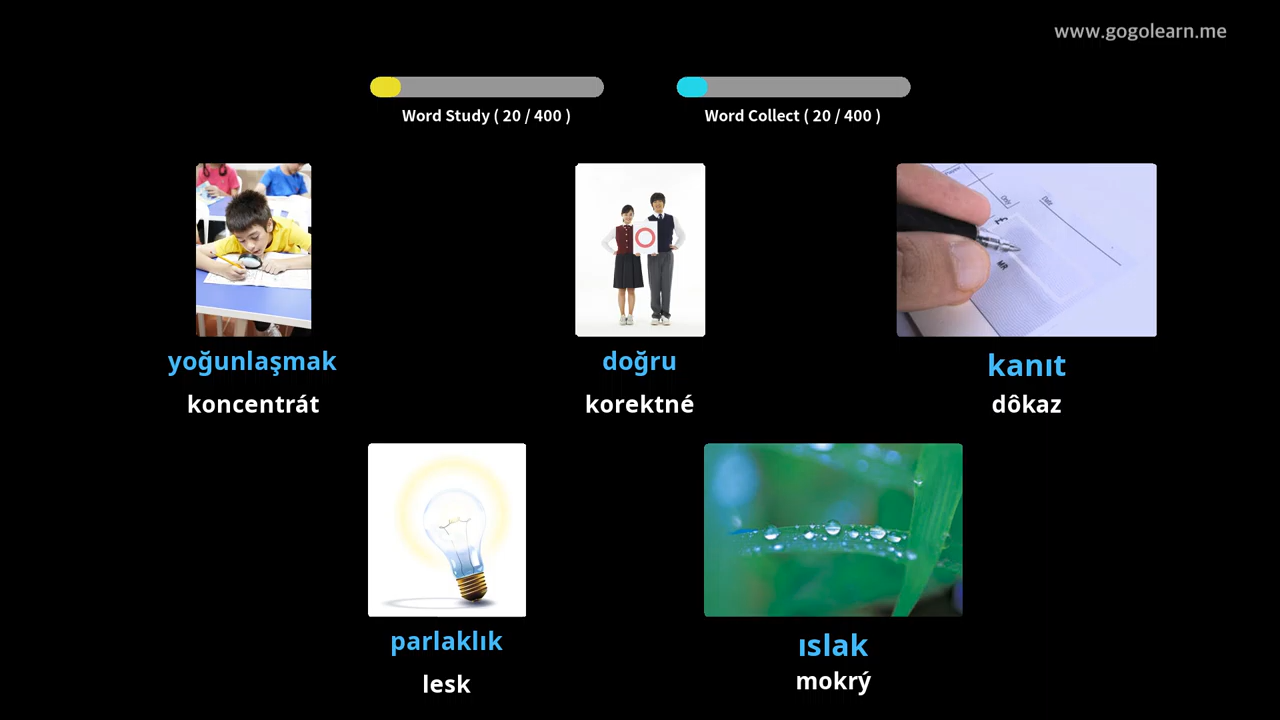 www.gogolearn.me
Word Study ( 20 / 400 )
Word Collect ( 20 / 400 )
yoğunlaşmak
koncentrát
doğru
korektné
kanıt
dôkaz
parlaklık
lesk
ıslak
mokrý